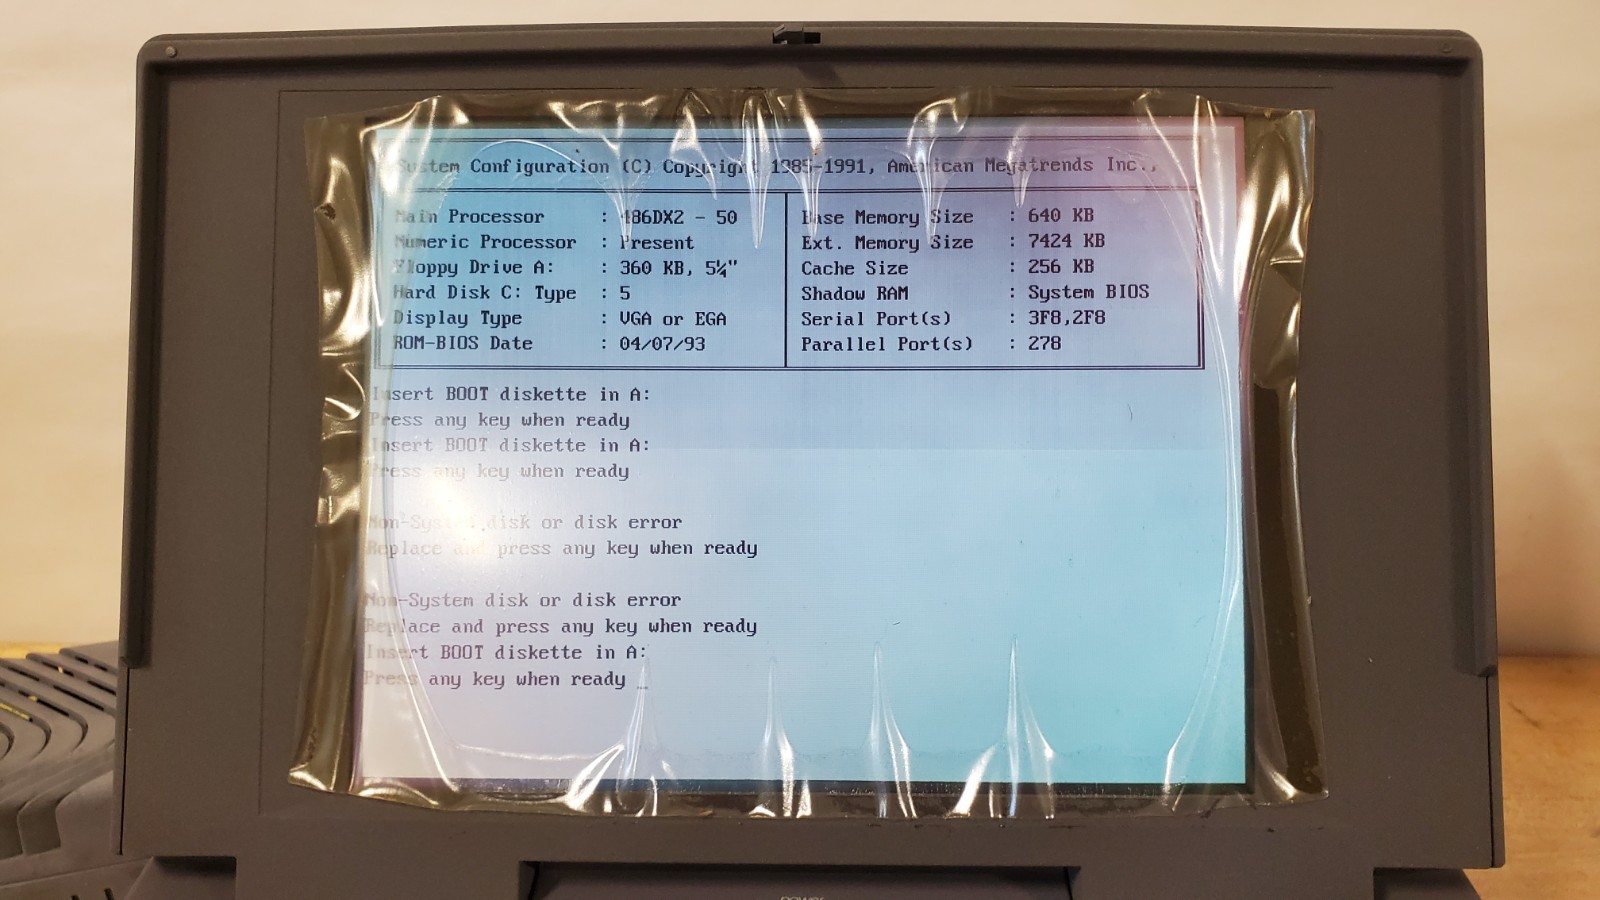 System Configuration (C) Copyright 1985-1991, American Megatrends Inc.,
Main Processor : 486DX2 - 50
Numeric Processor : Present
Floppy Drive A: : 360 KB, 5¼"
Hard Disk C: Type : 5
Display Type : VGA or EGA
ROM-BIOS Date : 04/07/93
Base Memory Size : 640 KB
Ext. Memory Size : 7424 KB
Cache Size : 256 KB
Shadow RAM : System BIOS
Serial Port(s) : 3F8,2F8
Parallel Port(s) : 278
Insert BOOT diskette in A:
Press any key when ready
Insert BOOT diskette in A:
Press any key when ready
Non-System disk or disk error
Replace and press any key when ready
Non-System disk or disk error
Replace and press any key when ready
Insert BOOT diskette in A:
Press any key when ready _
power